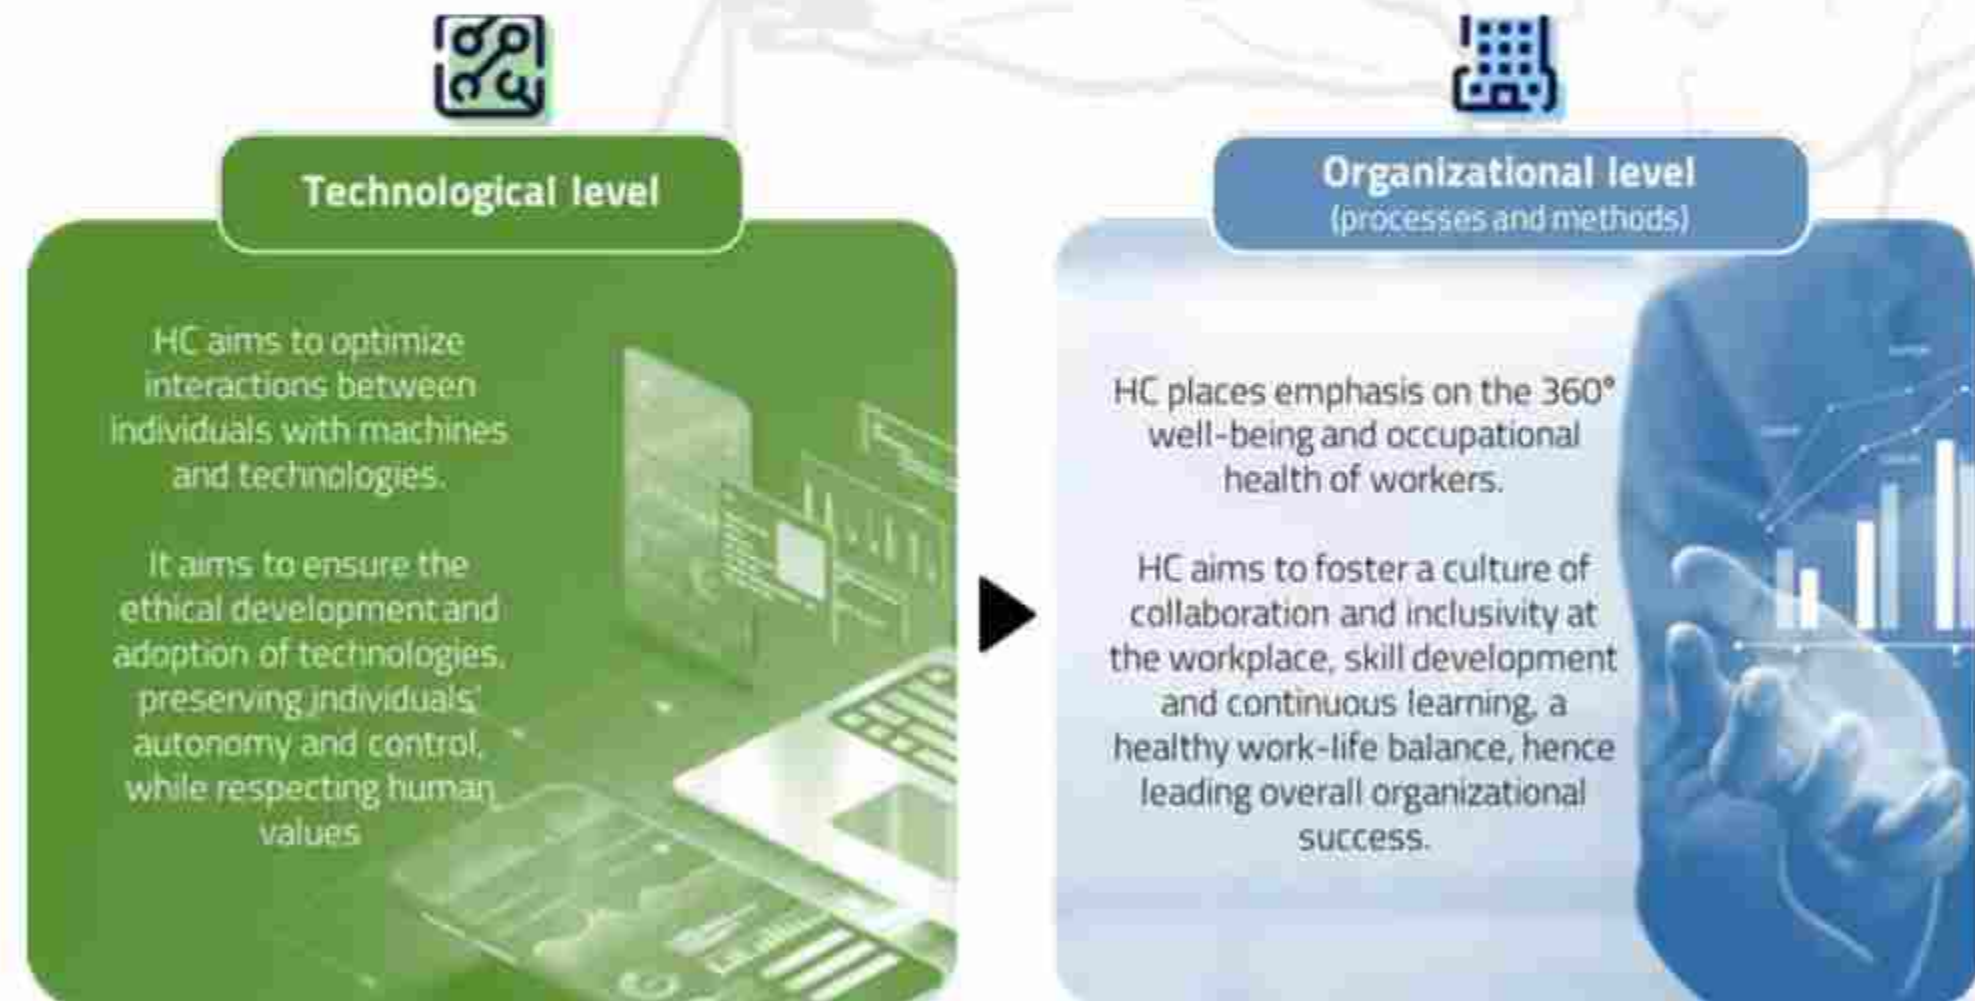 Technological level
HC aims to optimize
interactions between
individuals with machines
and technologies.
It aims to ensure the
ethical development and
adoption of technologies,
preserving individuals'
autonomy and control,
while respecting human
values
Organizational level
(processes and methods)
HC places emphasis on the 360°
well-being and occupational
health of workers.
HC aims to foster a culture of
collaboration and inclusivity at
the workplace, skill development
and continuous learning, a
healthy work-life balance, hence
leading overall organizational
success.